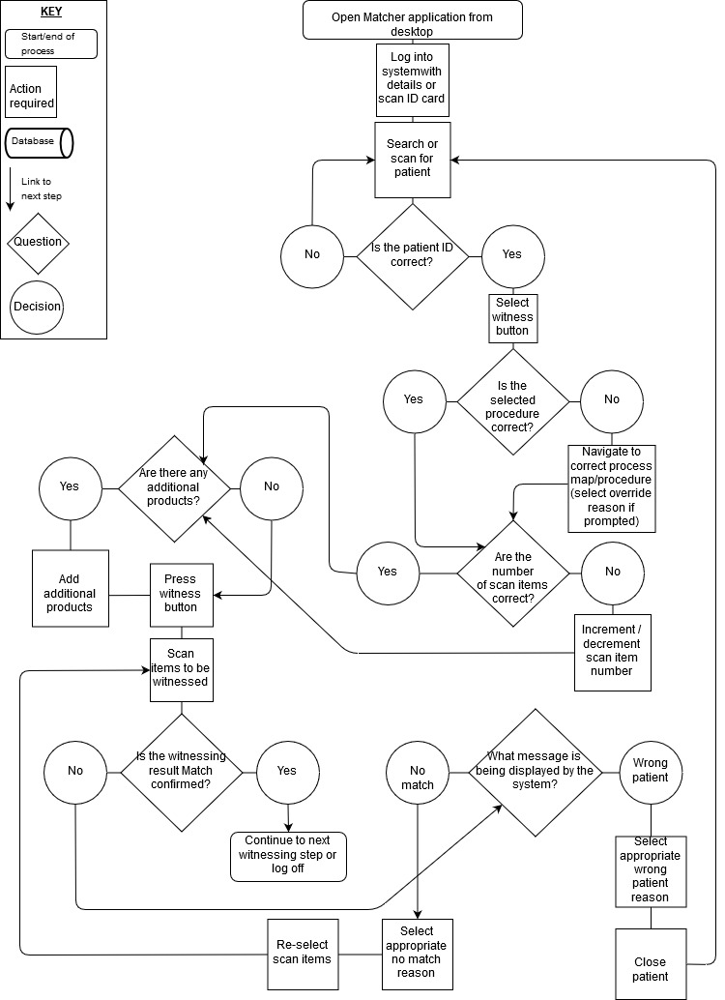 KEY
Start/end of
process
Action
required
Database
Link to
next step
Question
Decision
Open Matcher application from
desktop
Log into
systemwith
details or
scan ID card
Search or
scan for
patient
No
Is the patient ID
correct?
Yes
Select
witness
button
Yes
Is the
selected
procedure
correct?
No
Navigate to
correct process
map/procedure
(select override
reason if
prompted)
Yes
Are there any
additional
products?
No
Yes
Are the
number
of scan items
correct?
No
Add
additional
products
Press
witness
button
Increment /
decrement
scan item
number
Scan
items to be
witnessed
No
Is the witnessing
result Match
confirmed?
Yes
No
match
What message is
being displayed by the
system?
Wrong
patient
Continue to next
witnessing step or
log off
Select
appropriate
wrong
patient
reason
Re-select
scan items
Select
appropriate
no match
reason
Close
patient